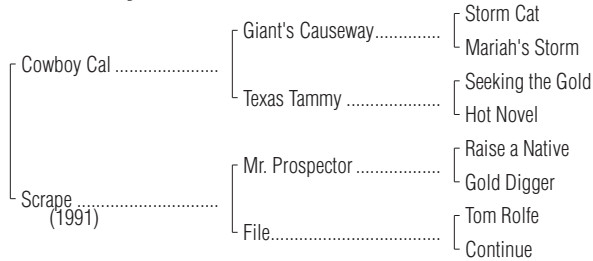 Storm Cat
Giant's Causeway..............
Mariah's Storm
Cowboy Cal .....................
Seeking the Gold
Texas Tammy ...................
Hot Novel
Raise a Native
Mr. Prospector .................
Gold Digger
Scrape ............................
(1991)
Tom Rolfe
File..................................
Continue